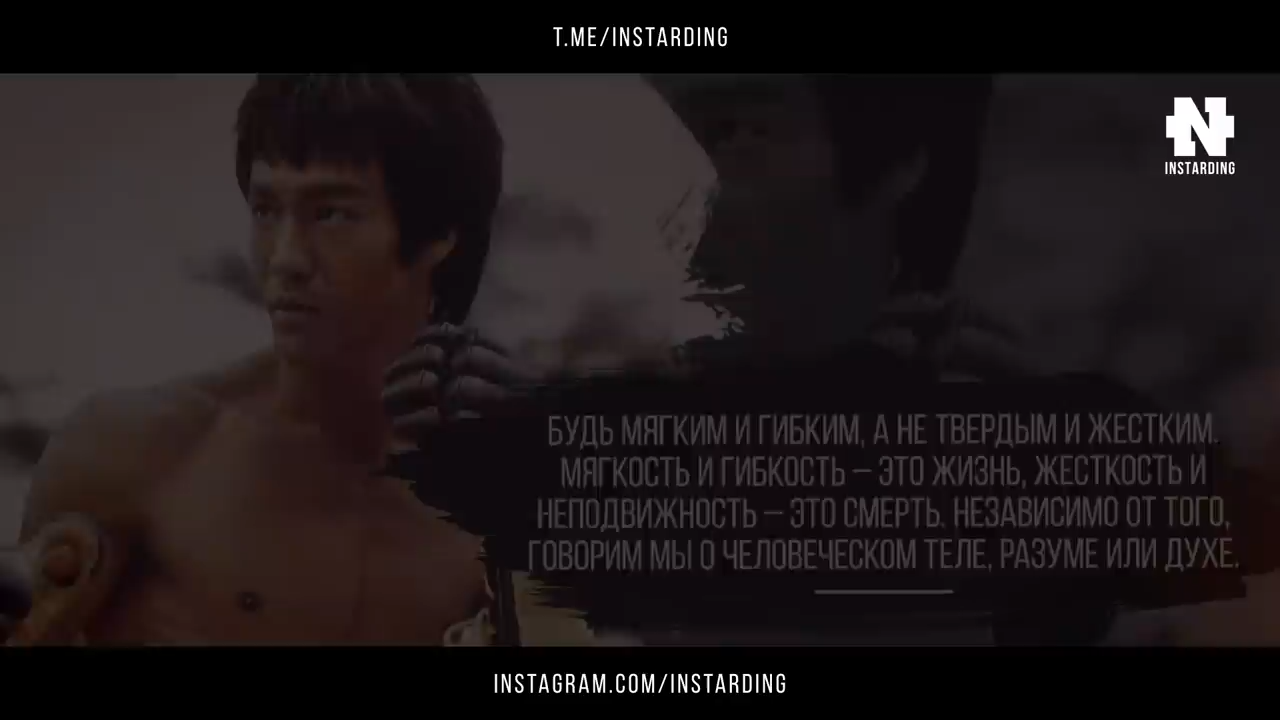 T.ME/INSTARDING
N
INSTARDING
БУДЬ МЯГКИМ И ГИБКИМ, А НЕ ТВЕРДЫМ И ЖЕСТКИМ.
МЯГКОСТЬ И ГИБКОСТЬ – ЭТО ЖИЗНЬ, ЖЕСТКОСТЬ И
НЕПОДВИЖНОСТЬ – ЭТО СМЕРТЬ. НЕЗАВИСИМО ОТ ТОГО,
ГОВОРИМ МЫ О ЧЕЛОВЕЧЕСКОМ ТЕЛЕ, РАЗУМЕ ИЛИ ДУХЕ.
INSTAGRAM.COM/INSTARDING